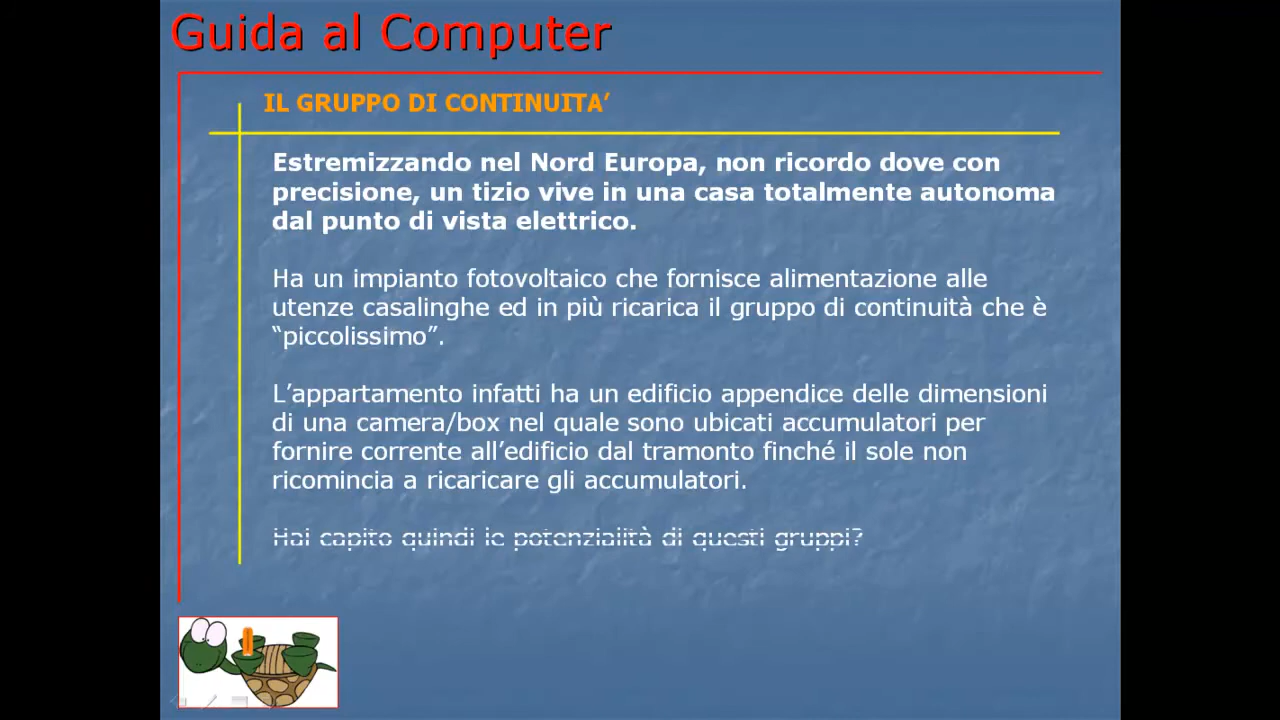 Guida al Computer
IL GRUPPO DI CONTINUITA’
Estremizzando nel Nord Europa, non ricordo dove con
precisione, un tizio vive in una casa totalmente autonoma
dal punto di vista elettrico.
Ha un impianto fotovoltaico che fornisce alimentazione alle
utenze casalinghe ed in più ricarica il gruppo di continuità che è
“piccolissimo”.
L’appartamento infatti ha un edificio appendice delle dimensioni
di una camera/box nel quale sono ubicati accumulatori per
fornire corrente all’edificio dal tramonto finché il sole non
ricomincia a ricaricare gli accumulatori.
Hai capito quindi le potenzialità di questi gruppi?